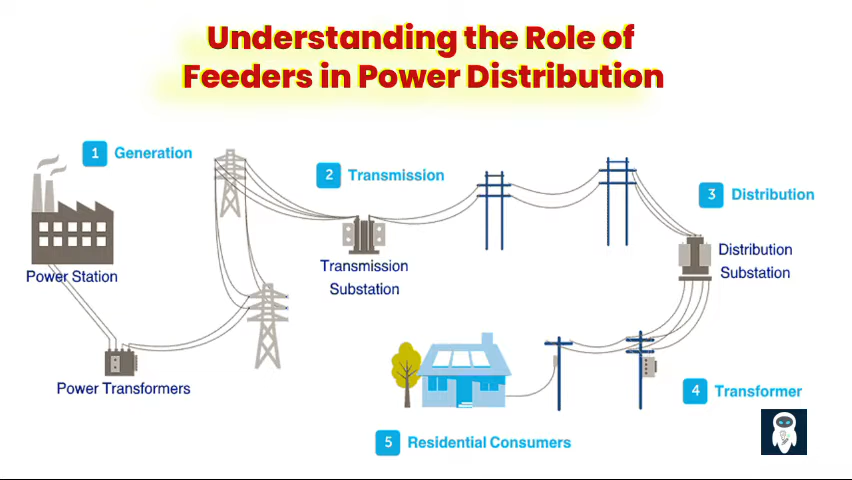 Understanding the Role of
Feeders in Power Distribution
1 Generation
2 Transmission
3 Distribution
Power Station
Transmission
Substation
Distribution
Substation
Power Transformers
4 Transformer
5 Residential Consumers